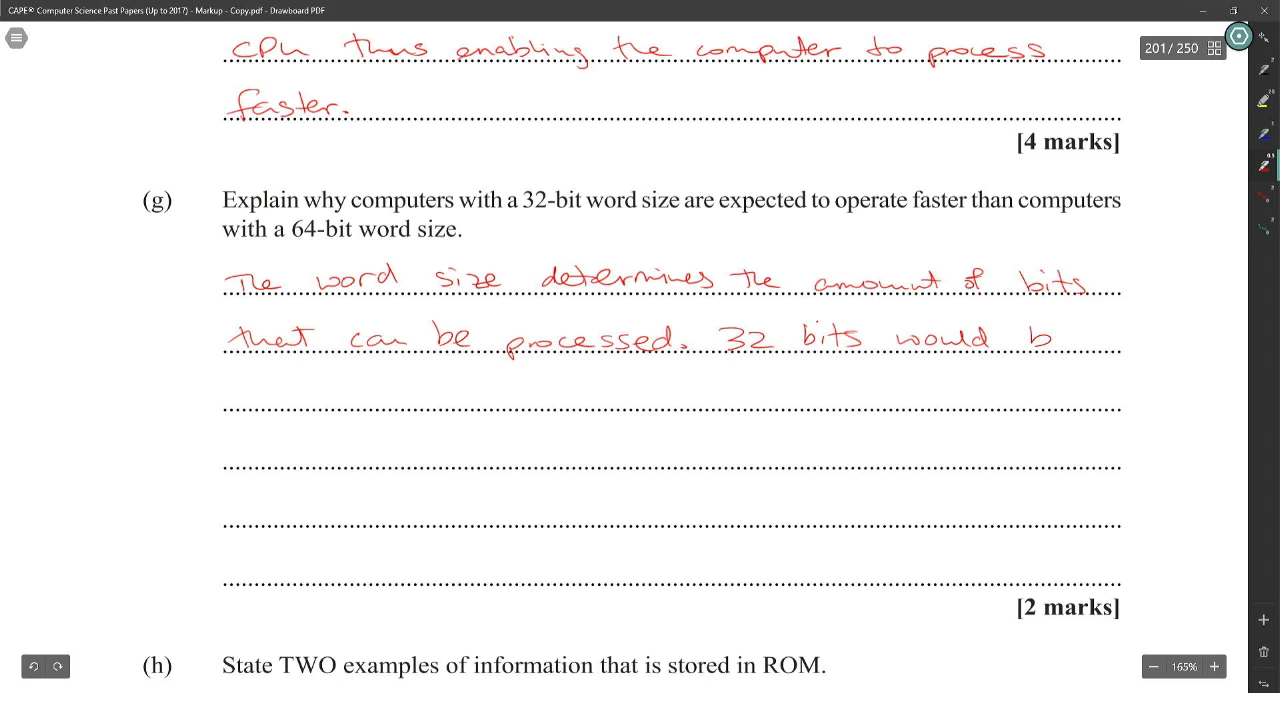 CAPE® Computer Science Past Papers (Up to 2017) - Markup - Copy.pdf - Drawboard PDF
CPU thus enabling the computer to process
201 / 250
faster.
[4 marks]
(g) Explain why computers with a 32-bit word size are expected to operate faster than computers
with a 64-bit word size.
The word size determines the amount of bits
that can be processed. 32 bits would b
[2 marks]
(h) State TWO examples of information that is stored in ROM.
165%